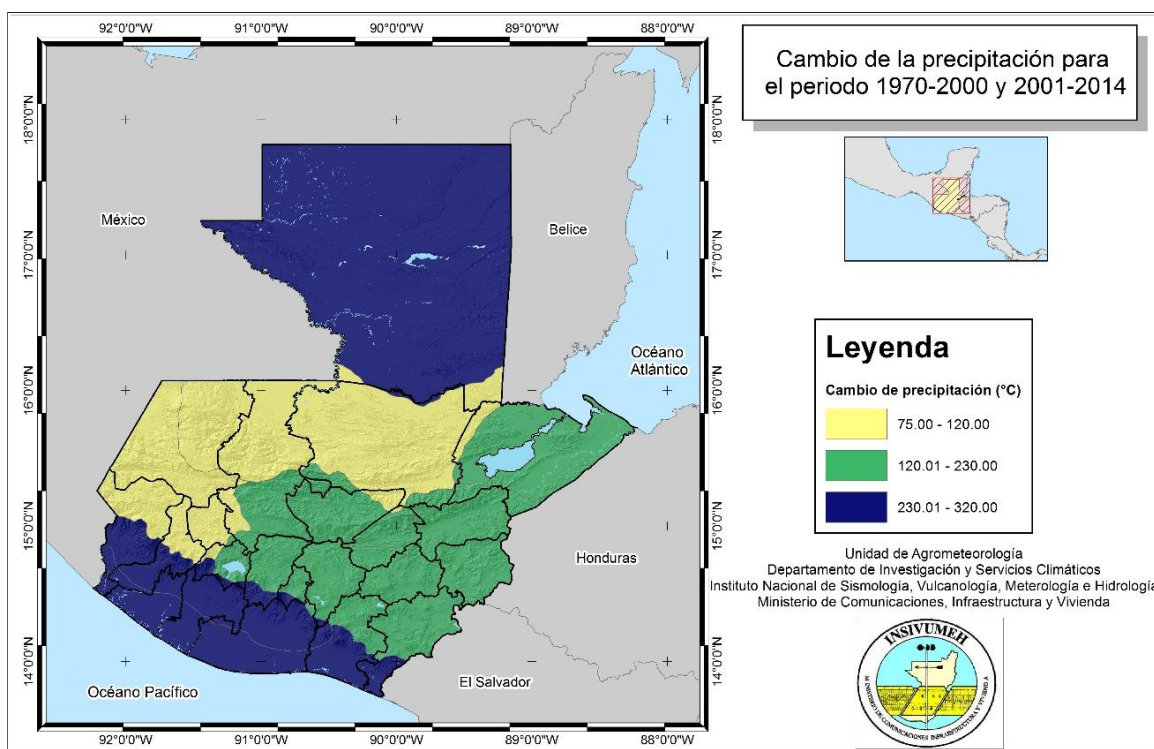 92°0'0"W 91°0'0"W 90°0'0"W 89°0'0"W 88°0'0"W
18°0'0"N
17°0'0"N
16°0'0"N
15°0'0"N
14°0'0"N
18°0'0"N
17°0'0"N
16°0'0"N
15°0'0"N
14°0'0"N
México
Belice
Océano
Atlántico
Honduras
El Salvador
Océano Pacífico
92°0'0"W 91°0'0"W 90°0'0"W 89°0'0"W 88°0'0"W
Cambio de la precipitación para
el periodo 1970-2000 y 2001-2014
Leyenda
Cambio de precipitación (°C)
75.00 - 120.00
120.01 - 230.00
230.01 - 320.00
Unidad de Agrometeorología
Departamento de Investigación y Servicios Climáticos
Instituto Nacional de Sismología, Vulcanología, Meterología e Hidrología
Ministerio de Comunicaciones, Infraestructura y Vivienda
INSIVUMEH
MINISTERIO DE COMUNICACIONES INFRAESTRUCTURA Y VIVIENDA